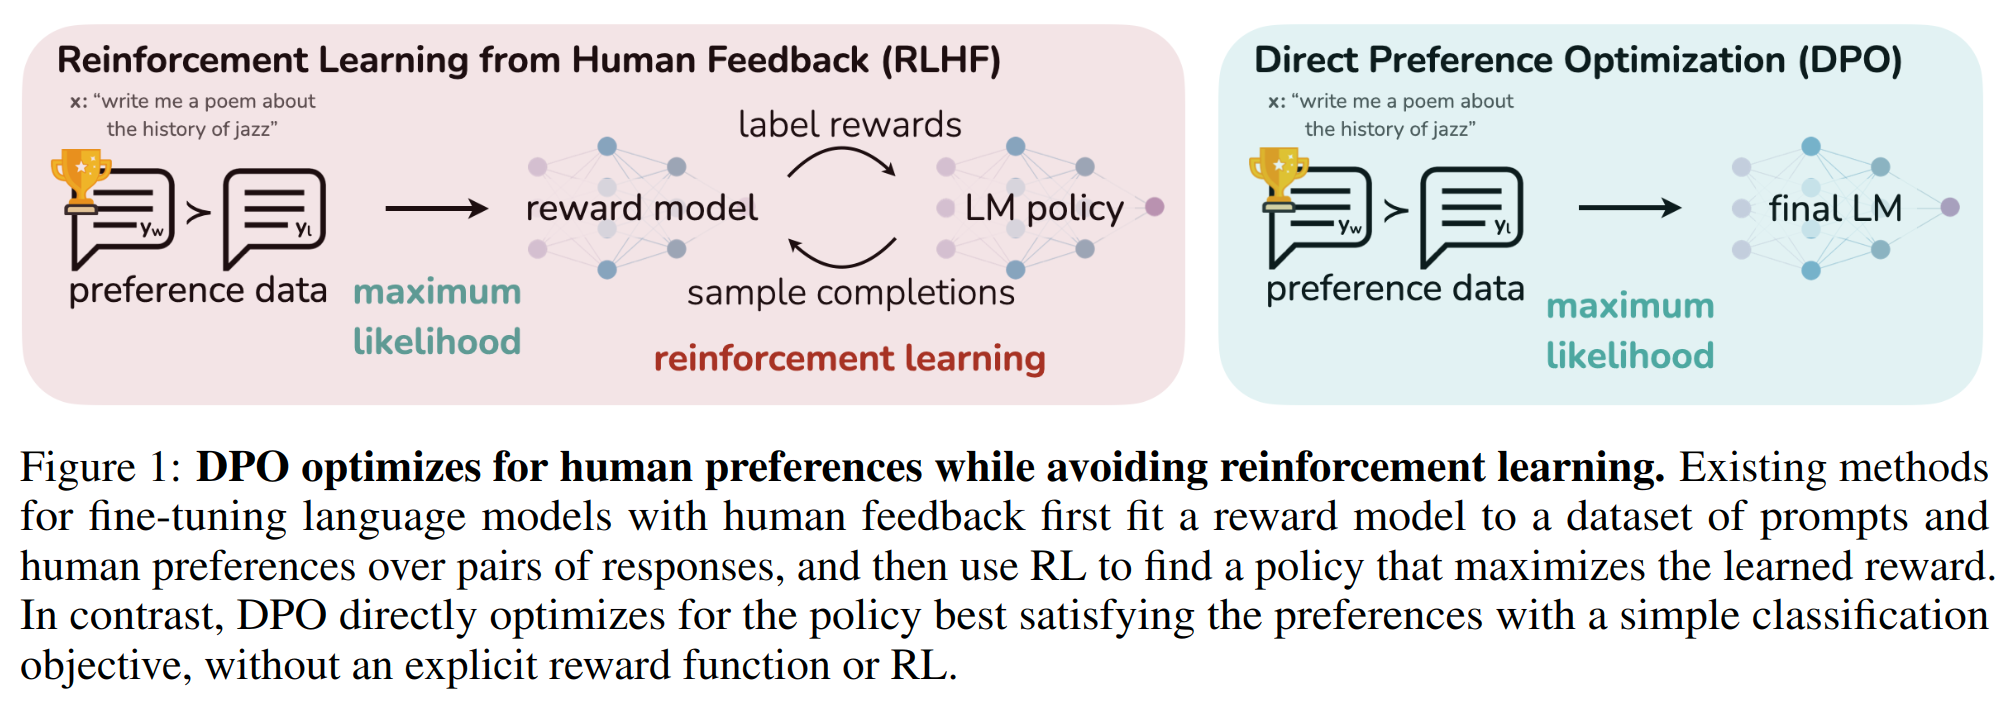 Reinforcement Learning from Human Feedback (RLHF)
x: “write me a poem about
the history of jazz”
label rewards
yw
≻
yl
reward model
LM policy
preference data
maximum
likelihood
sample completions
reinforcement learning
Direct Preference Optimization (DPO)
x: “write me a poem about
the history of jazz”
yw
≻
yl
final LM
preference data
maximum
likelihood
Figure 1: DPO optimizes for human preferences while avoiding reinforcement learning. Existing methods
for fine-tuning language models with human feedback first fit a reward model to a dataset of prompts and
human preferences over pairs of responses, and then use RL to find a policy that maximizes the learned reward.
In contrast, DPO directly optimizes for the policy best satisfying the preferences with a simple classification
objective, without an explicit reward function or RL.